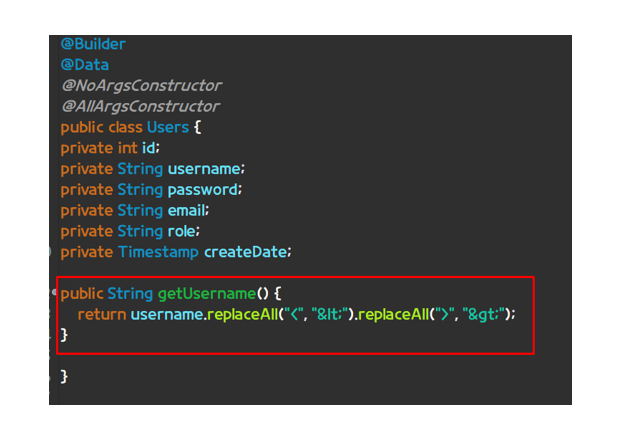 @Builder
@Data
@NoArgsConstructor
@AllArgsConstructor
public class Users {
private int id;
private String username;
private String password;
private String email;
private String role;
private Timestamp createDate;
public String getUsername() {
return username.replaceAll("<", "&lt;").replaceAll(">", "&gt;");
}
}